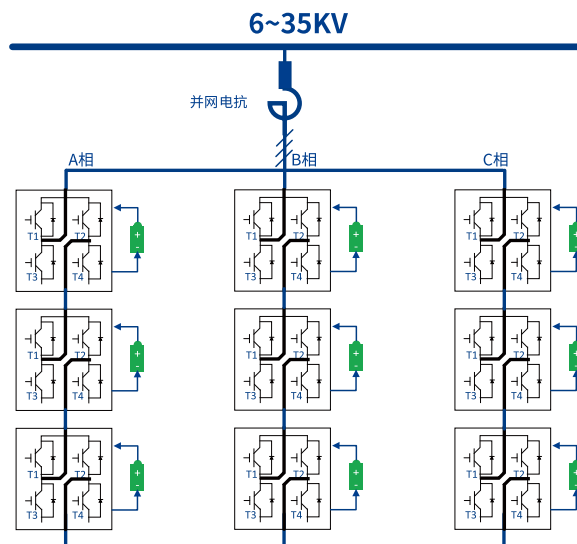 6~35KV
并网电抗
A相 B相 C相
T1 T2 + - T1 T2 + - T1 T2 +
T3 T4 T3 T4 T3 T4
T1 T2 + - T1 T2 + - T1 T2 +
T3 T4 T3 T4 T3 T4
T1 T2 + - T1 T2 + - T1 T2 +
T3 T4 T3 T4 T3 T4